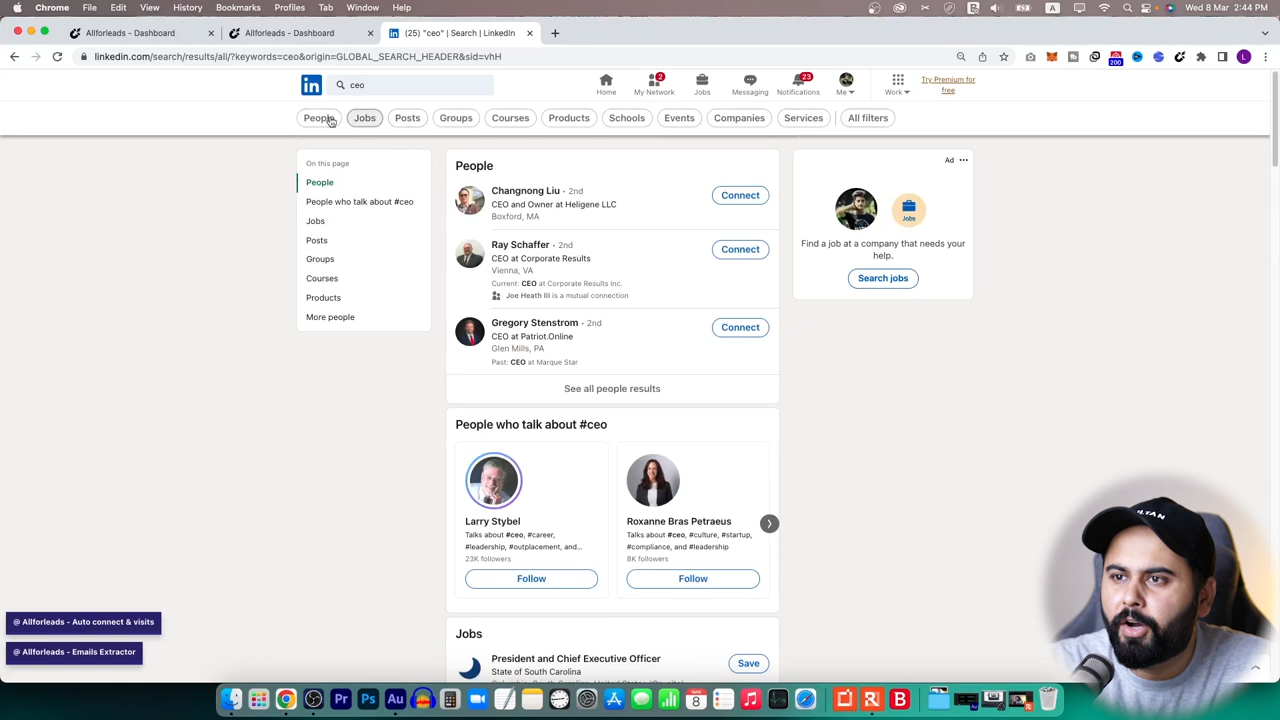 Chrome File Edit View History Bookmarks Profiles Tab Window Help
A Wed 8 Mar 2:44 PM
Allforleads - Dashboard × Allforleads - Dashboard × (25) "ceo" | Search | LinkedIn × +
linkedin.com/search/results/all/?keywords=ceo&origin=GLOBAL_SEARCH_HEADER&sid=vhH
200
L
in ceo
Home My Network Jobs Messaging Notifications Me Work
2 23
Try Premium for
free
People Jobs Posts Groups Courses Products Schools Events Companies Services All filters
On this page
People
People who talk about #ceo
Jobs
Posts
Groups
Courses
Products
More people
People
Changnong Liu • 2nd
CEO and Owner at Heligene LLC
Boxford, MA
Connect
Ray Schaffer • 2nd
CEO at Corporate Results
Vienna, VA
Current: CEO at Corporate Results Inc.
Joe Heath III is a mutual connection
Connect
Gregory Stenstrom • 2nd
CEO at Patriot.Online
Glen Mills, PA
Past: CEO at Marque Star
Connect
See all people results
People who talk about #ceo
Larry Stybel
Talks about #ceo, #career,
#leadership, #outplacement, and...
23K followers
Follow
Roxanne Bras Petraeus
Talks about #ceo, #culture, #startup,
#compliance, and #leadership
8K followers
Follow
Jobs
President and Chief Executive Officer
State of South Carolina
Save
Ad •••
Jobs
Find a job at a company that needs your
help.
Search jobs
@ Allforleads - Auto connect & visits
@ Allforleads - Emails Extractor
Pr Ps Au